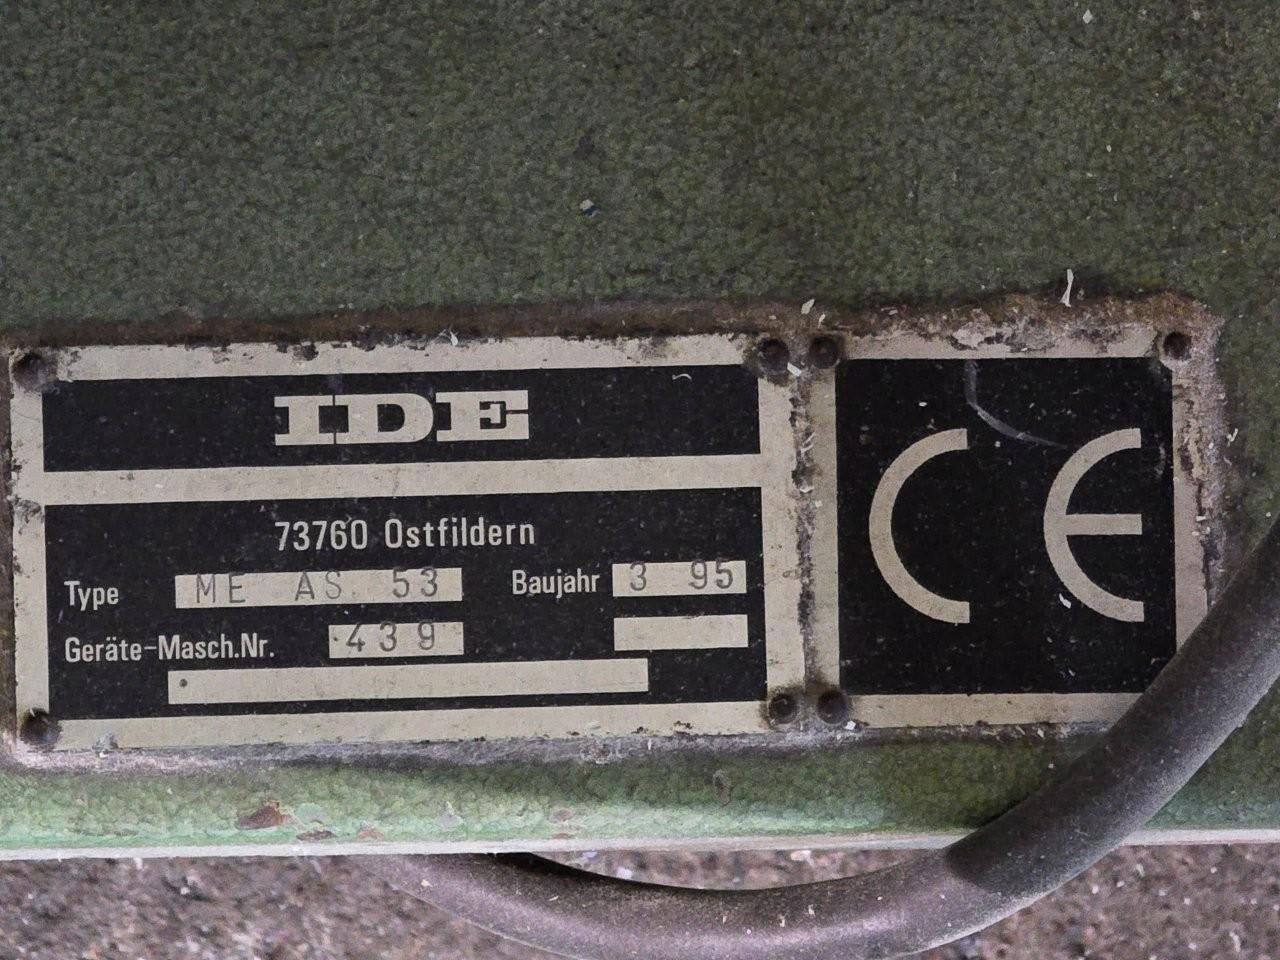 IDE
73760 Ostfildern
Type ME AS. 53 Baujahr 3 95
Geräte-Masch.Nr. 439
CE